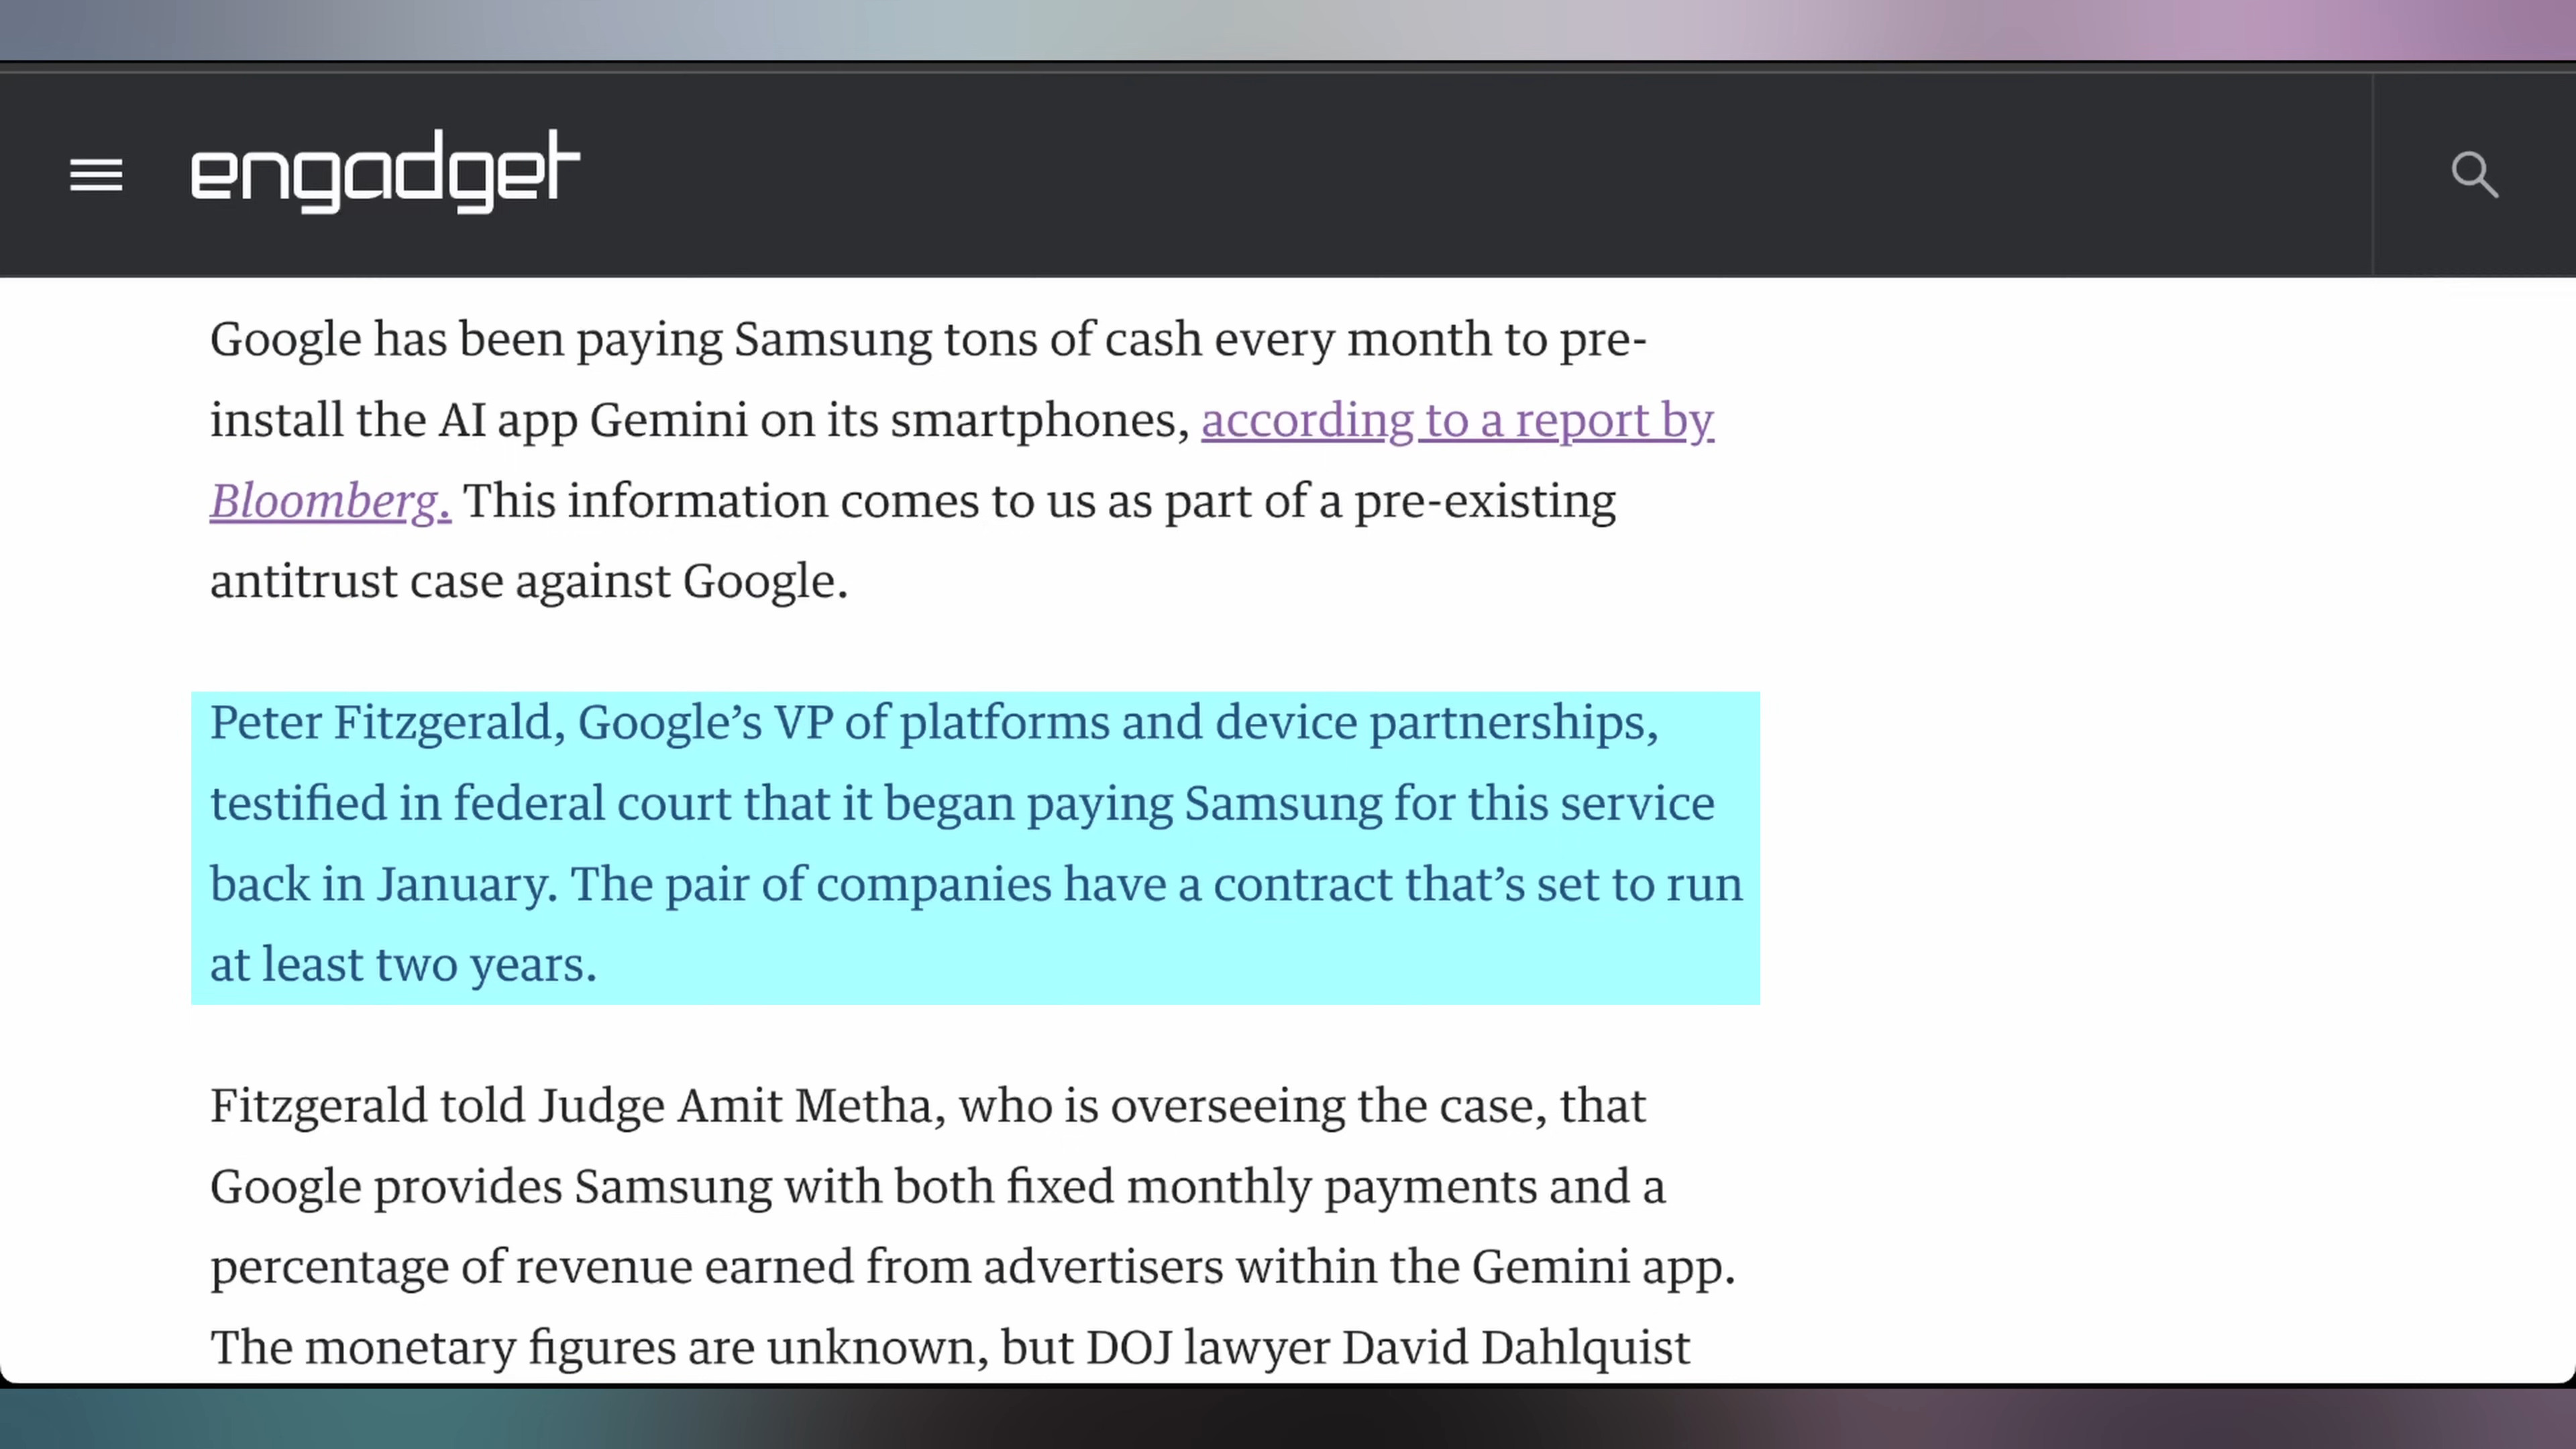 engadget
Google has been paying Samsung tons of cash every month to pre-
install the AI app Gemini on its smartphones, according to a report by
Bloomberg. This information comes to us as part of a pre-existing
antitrust case against Google.
Peter Fitzgerald, Google’s VP of platforms and device partnerships,
testified in federal court that it began paying Samsung for this service
back in January. The pair of companies have a contract that’s set to run
at least two years.
Fitzgerald told Judge Amit Metha, who is overseeing the case, that
Google provides Samsung with both fixed monthly payments and a
percentage of revenue earned from advertisers within the Gemini app.
The monetary figures are unknown, but DOJ lawyer David Dahlquist